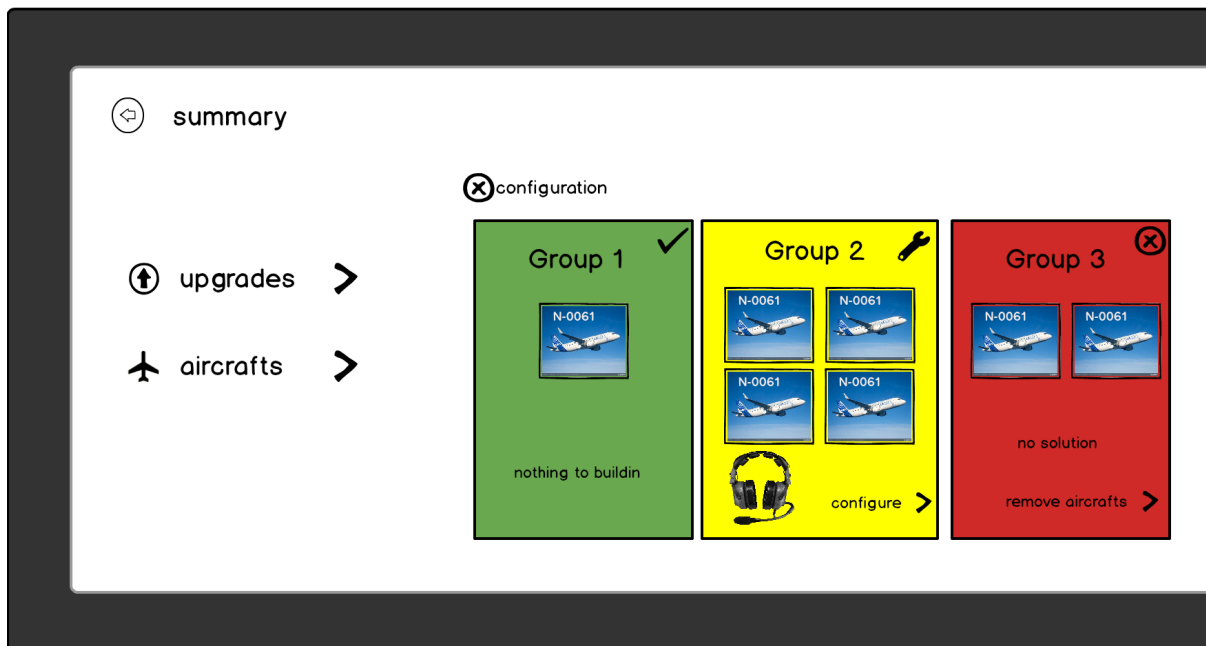 summary
configuration
upgrades
aircrafts
Group 1
N-0061
nothing to buildin
Group 2
N-0061
N-0061
N-0061
N-0061
configure
Group 3
N-0061
N-0061
no solution
remove aircrafts